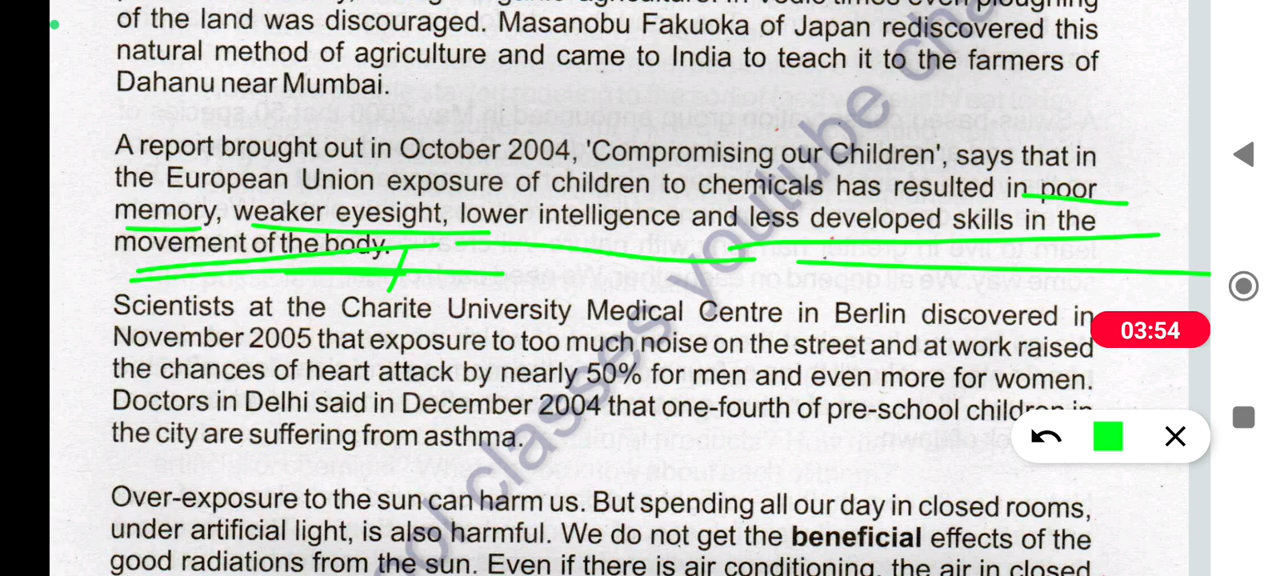 of the land was discouraged. Masanobu Fakuoka of Japan rediscovered this
natural method of agriculture and came to India to teach it to the farmers of
Dahanu near Mumbai.
A report brought out in October 2004, 'Compromising our Children', says that in
the European Union exposure of children to chemicals has resulted in poor
memory, weaker eyesight, lower intelligence and less developed skills in the
movement of the body.
Scientists at the Charite University Medical Centre in Berlin discovered in
November 2005 that exposure to too much noise on the street and at work raised
the chances of heart attack by nearly 50% for men and even more for women.
Doctors in Delhi said in December 2004 that one-fourth of pre-school children in
the city are suffering from asthma.
Over-exposure to the sun can harm us. But spending all our day in closed rooms,
under artificial light, is also harmful. We do not get the beneficial effects of the
good radiations from the sun. Even if there is air conditioning, the air in closed
classes youtube
03:54